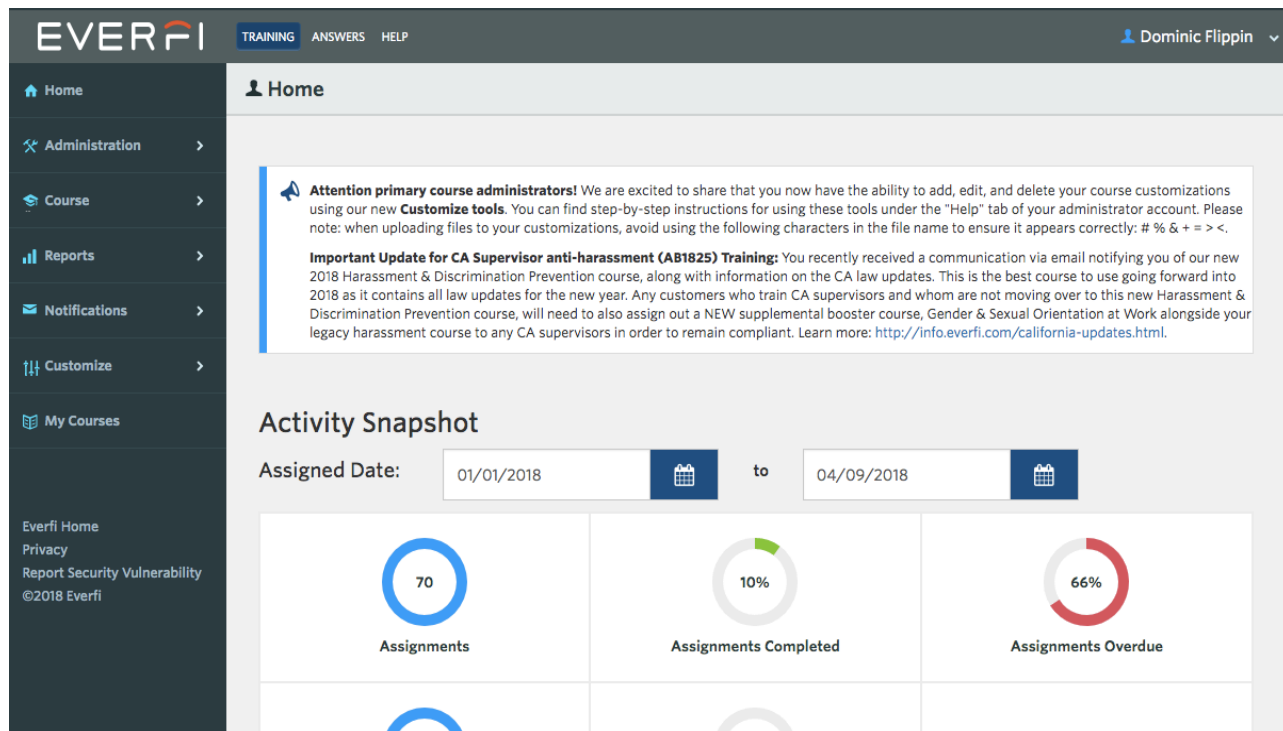 EVERFI
TRAINING ANSWERS HELP
Dominic Flippin
Home
Administration
Course
Reports
Notifications
Customize
My Courses
Everfi Home
Privacy
Report Security Vulnerability
©2018 Everfi
Home
Attention primary course administrators! We are excited to share that you now have the ability to add, edit, and delete your course customizations
using our new Customize tools. You can find step-by-step instructions for using these tools under the "Help" tab of your administrator account. Please
note: when uploading files to your customizations, avoid using the following characters in the file name to ensure it appears correctly: # % & + = > <.
Important Update for CA Supervisor anti-harassment (AB1825) Training: You recently received a communication via email notifying you of our new
2018 Harassment & Discrimination Prevention course, along with information on the CA law updates. This is the best course to use going forward into
2018 as it contains all law updates for the new year. Any customers who train CA supervisors and whom are not moving over to this new Harassment &
Discrimination Prevention course, will need to also assign out a NEW supplemental booster course, Gender & Sexual Orientation at Work alongside your
legacy harassment course to any CA supervisors in order to remain compliant. Learn more: http://info.everfi.com/california-updates.html.
Activity Snapshot
Assigned Date: 01/01/2018 to 04/09/2018
70 10% 66%
Assignments Assignments Completed Assignments Overdue